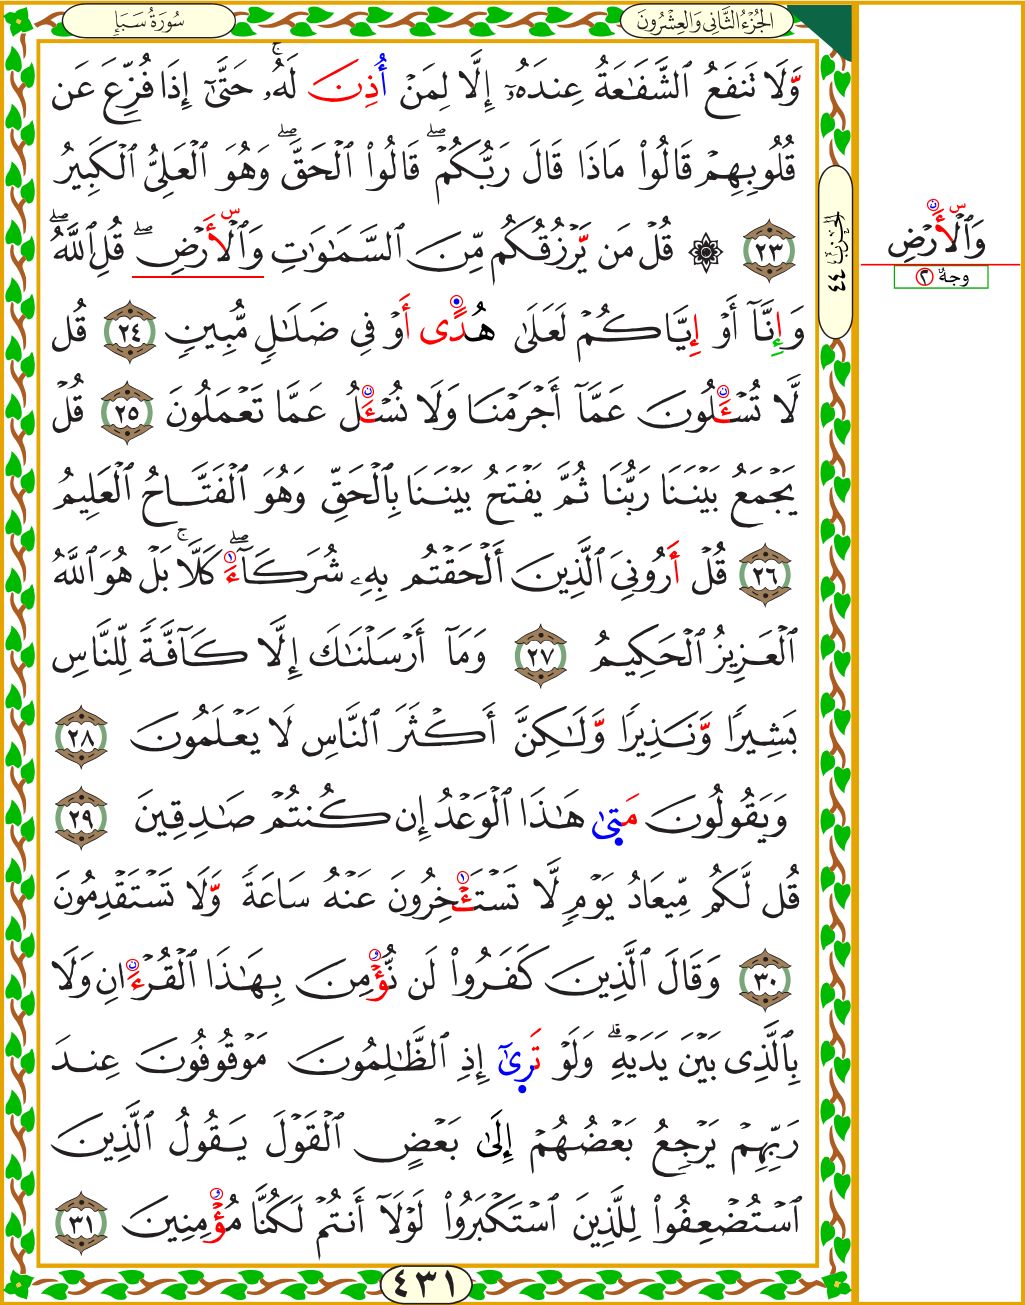 الجُزْءُ الثَّانِي وَالعِشْرُونَ
سُورَةُ سَبَإٍ
وَّلَا تَنفَعُ ٱلشَّفَٰعَةُ عِندَهُۥٓ إِلَّا لِمَنْ أُذِنَ لَهُۥۚ حَتَّىٰٓ إِذَا فُزِّعَ عَن
قُلُوبِهِمْ قَالُوا۟ مَاذَا قَالَ رَبُّكُمْۖ قَالُوا۟ ٱلْحَقَّۖ وَهُوَ ٱلْعَلِىُّ ٱلْكَبِيرُ
٢٣ ۞ قُلْ مَن يَّرْزُقُكُم مِّنَ ٱلسَّمَٰوَٰتِ وَٱلْأَرْضِۖ قُلِ ٱللَّهُۖ
وَإِنَّآ أَوْ إِيَّاكُمْ لَعَلَىٰ هُدًى أَوْ فِى ضَلَٰلٍ مُّبِينٍ ٢٤ قُل
لَّا تُسْـَٔلُونَ عَمَّآ أَجْرَمْنَا وَلَا نُسْـَٔلُ عَمَّا تَعْمَلُونَ ٢٥ قُلْ
يَجْمَعُ بَيْنَنَا رَبُّنَا ثُمَّ يَفْتَحُ بَيْنَنَا بِٱلْحَقِّ وَهُوَ ٱلْفَتَّاحُ ٱلْعَلِيمُ
٢٦ قُلْ أَرُونِىَ ٱلَّذِينَ أَلْحَقْتُم بِهِۦ شُرَكَآءَۖ كَلَّاۚ بَلْ هُوَ ٱللَّهُ
ٱلْعَزِيزُ ٱلْحَكِيمُ ٢٧ وَمَآ أَرْسَلْنَٰكَ إِلَّا كَآفَّةً لِّلنَّاسِ
بَشِيرًا وَّنَذِيرًا وَّلَٰكِنَّ أَكْثَرَ ٱلنَّاسِ لَا يَعْلَمُونَ ٢٨
وَيَقُولُونَ مَتَىٰ هَٰذَا ٱلْوَعْدُ إِن كُنتُمْ صَٰدِقِينَ ٢٩
قُل لَّكُم مِّيعَادُ يَوْمٍ لَّا تَسْتَـْٔخِرُونَ عَنْهُ سَاعَةً وَّلَا تَسْتَقْدِمُونَ
٣٠ وَقَالَ ٱلَّذِينَ كَفَرُوا۟ لَن نُّؤْمِنَ بِهَٰذَا ٱلْقُرْءَانِ وَلَا
بِٱلَّذِى بَيْنَ يَدَيْهِۗ وَلَوْ تَرَىٰٓ إِذِ ٱلظَّٰلِمُونَ مَوْقُوفُونَ عِندَ
رَبِّهِمْ يَرْجِعُ بَعْضُهُمْ إِلَىٰ بَعْضٍ ٱلْقَوْلَ يَقُولُ ٱلَّذِينَ
ٱسْتُضْعِفُوا۟ لِلَّذِينَ ٱسْتَكْبَرُوا۟ لَوْلَآ أَنتُمْ لَكُنَّا مُؤْمِنِينَ ٣١
٤٣١
الحِزْبُ ٤٤
وَٱلْأَرْضِ
وجهٌ ٢